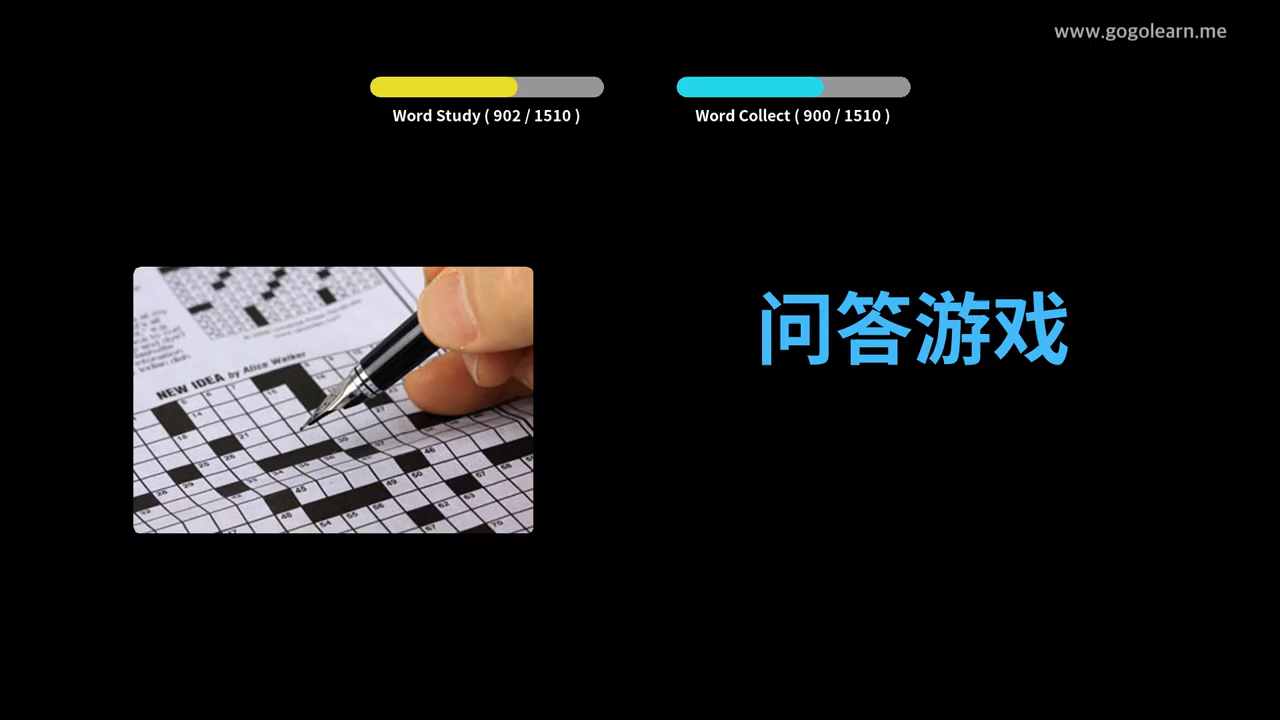 www.gogolearn.me
Word Study ( 902 / 1510 )
Word Collect ( 900 / 1510 )
问答游戏
NEW IDEA by Alice Walker